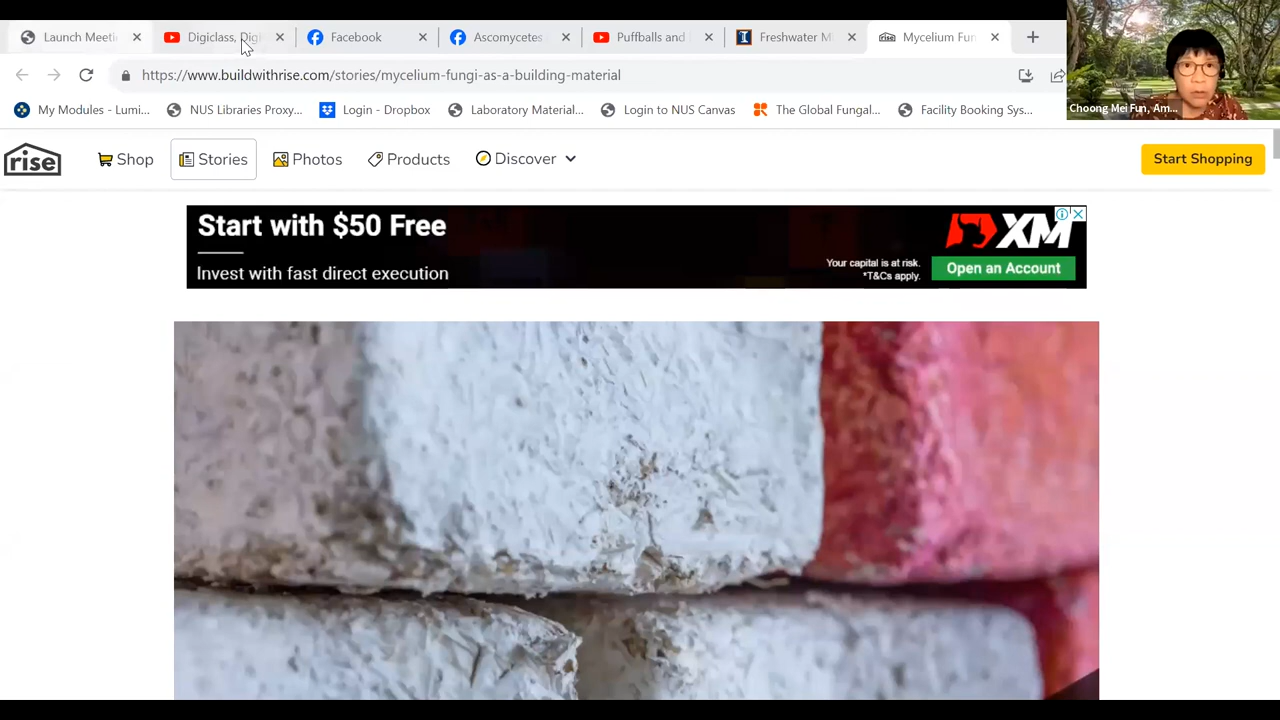 Launch Meeti
Digiclass, Digi
Facebook
Ascomycetes
Puffballs and
Freshwater M
Mycelium Fun
https://www.buildwithrise.com/stories/mycelium-fungi-as-a-building-material
My Modules - Lumi...
NUS Libraries Proxy...
Login - Dropbox
Laboratory Material...
Login to NUS Canvas
The Global Fungal...
Facility Booking Sys...
Choong Mei Fun, Am...
rise
Shop
Stories
Photos
Products
Discover
Start Shopping
Start with $50 Free
Invest with fast direct execution
Your capital is at risk.
*T&Cs apply.
XM
Open an Account